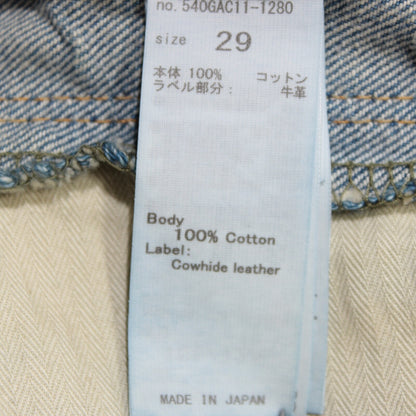 no. 540GAC11-1280
size 29
本体 100% コットン
ラベル部分: 牛革
Body
100% Cotton
Label:
Cowhide leather
MADE IN JAPAN